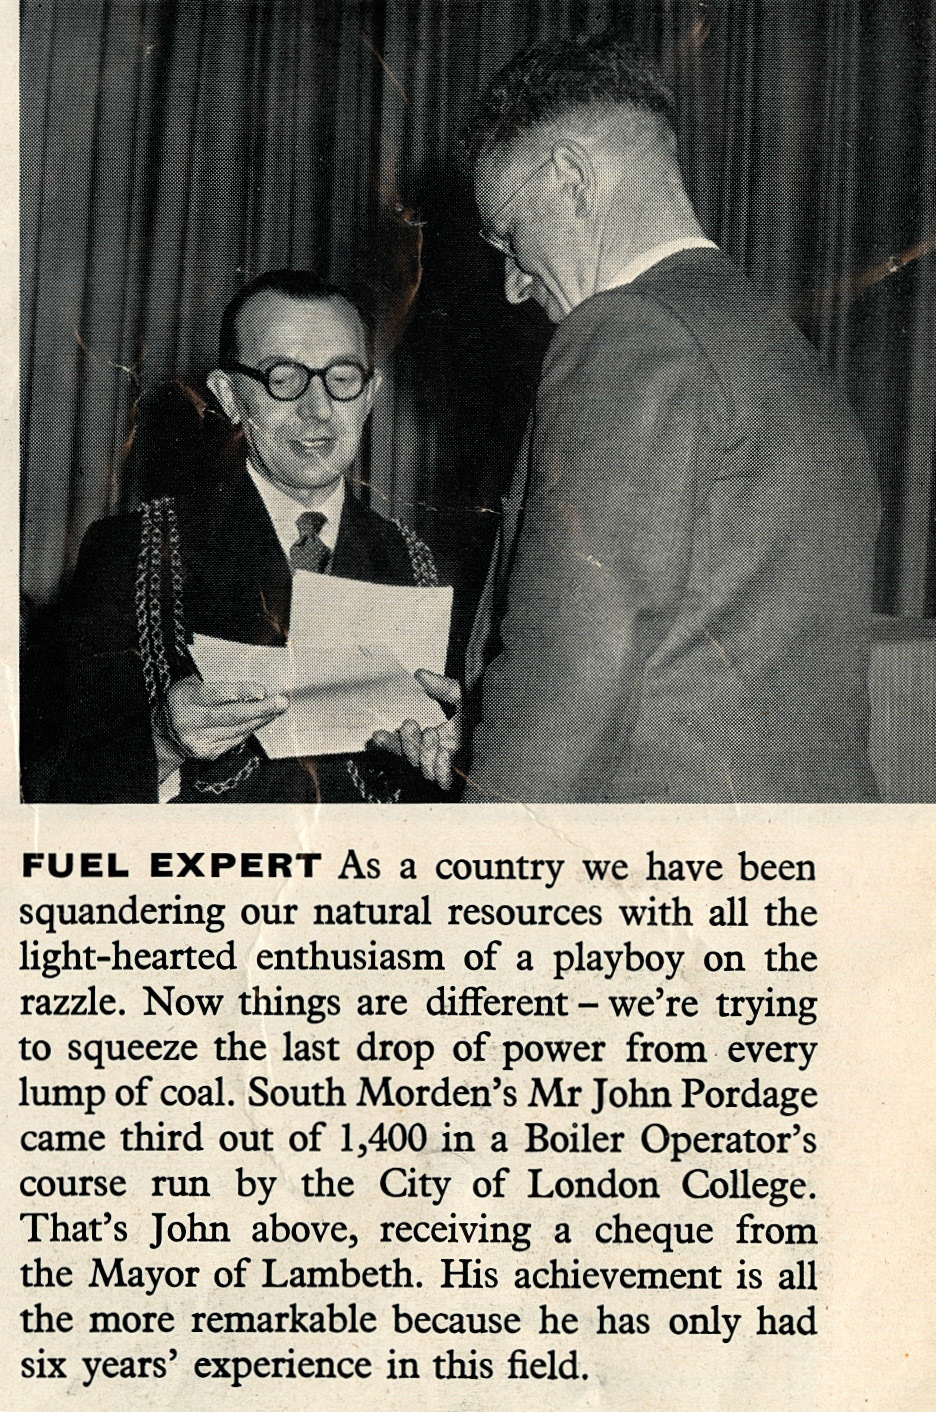 FUEL EXPERT As a country we have been
squandering our natural resources with all the
light-hearted enthusiasm of a playboy on the
razzle. Now things are different – we're trying
to squeeze the last drop of power from every
lump of coal. South Morden's Mr John Pordage
came third out of 1,400 in a Boiler Operator's
course run by the City of London College.
That's John above, receiving a cheque from
the Mayor of Lambeth. His achievement is all
the more remarkable because he has only had
six years' experience in this field.